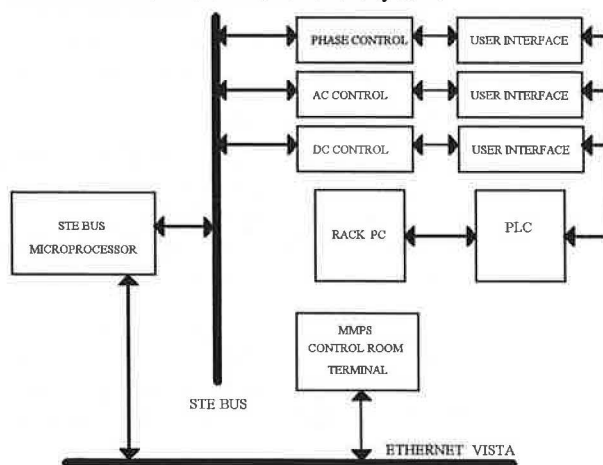 PHASE CONTROL
USER INTERFACE
AC CONTROL
USER INTERFACE
DC CONTROL
USER INTERFACE
STE BUS
MICROPROCESSOR
RACK PC
PLC
MMPS
CONTROL ROOM
TERMINAL
STE BUS
ETHERNET VISTA